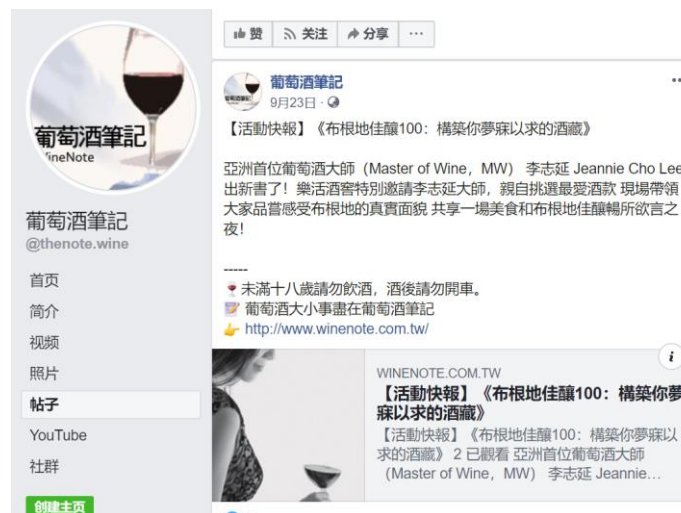 赞
关注
分享
葡萄酒筆記
WineNote
葡萄酒筆記
@thenote.wine
首页
简介
视频
照片
帖子
YouTube
社群
创建主页
葡萄酒筆記
9月23日 ·
【活動快報】《布根地佳釀100：構築你夢寐以求的酒藏》
亞洲首位葡萄酒大師（Master of Wine，MW） 李志延 Jeannie Cho Lee
出新書了！樂活酒窖特別邀請李志延大師，親自挑選最愛酒款 現場帶領
大家品嘗感受布根地的真實面貌 共享一場美食和布根地佳釀暢所欲言之
夜！
-----
未滿十八歲請勿飲酒，酒後請勿開車。
葡萄酒大小事盡在葡萄酒筆記
http://www.winenote.com.tw/
WINENOTE.COM.TW
【活動快報】《布根地佳釀100：構築你夢
寐以求的酒藏》
【活動快報】《布根地佳釀100：構築你夢寐以
求的酒藏》 2 已觀看 亞洲首位葡萄酒大師
（Master of Wine，MW） 李志延 Jeannie…